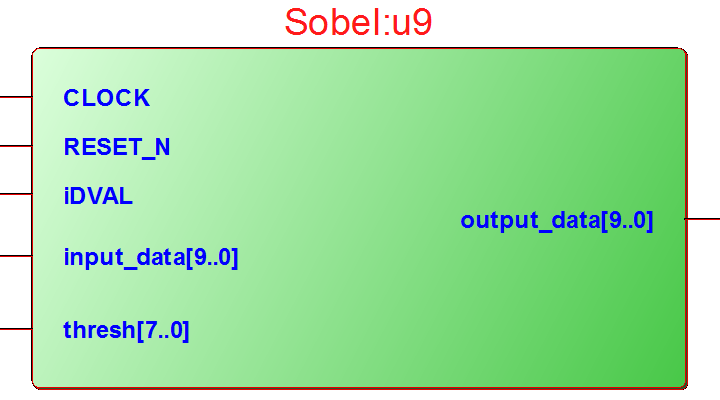 Sobel:u9
CLOCK
RESET_N
iDVAL
output_data[9..0]
input_data[9..0]
thresh[7..0]